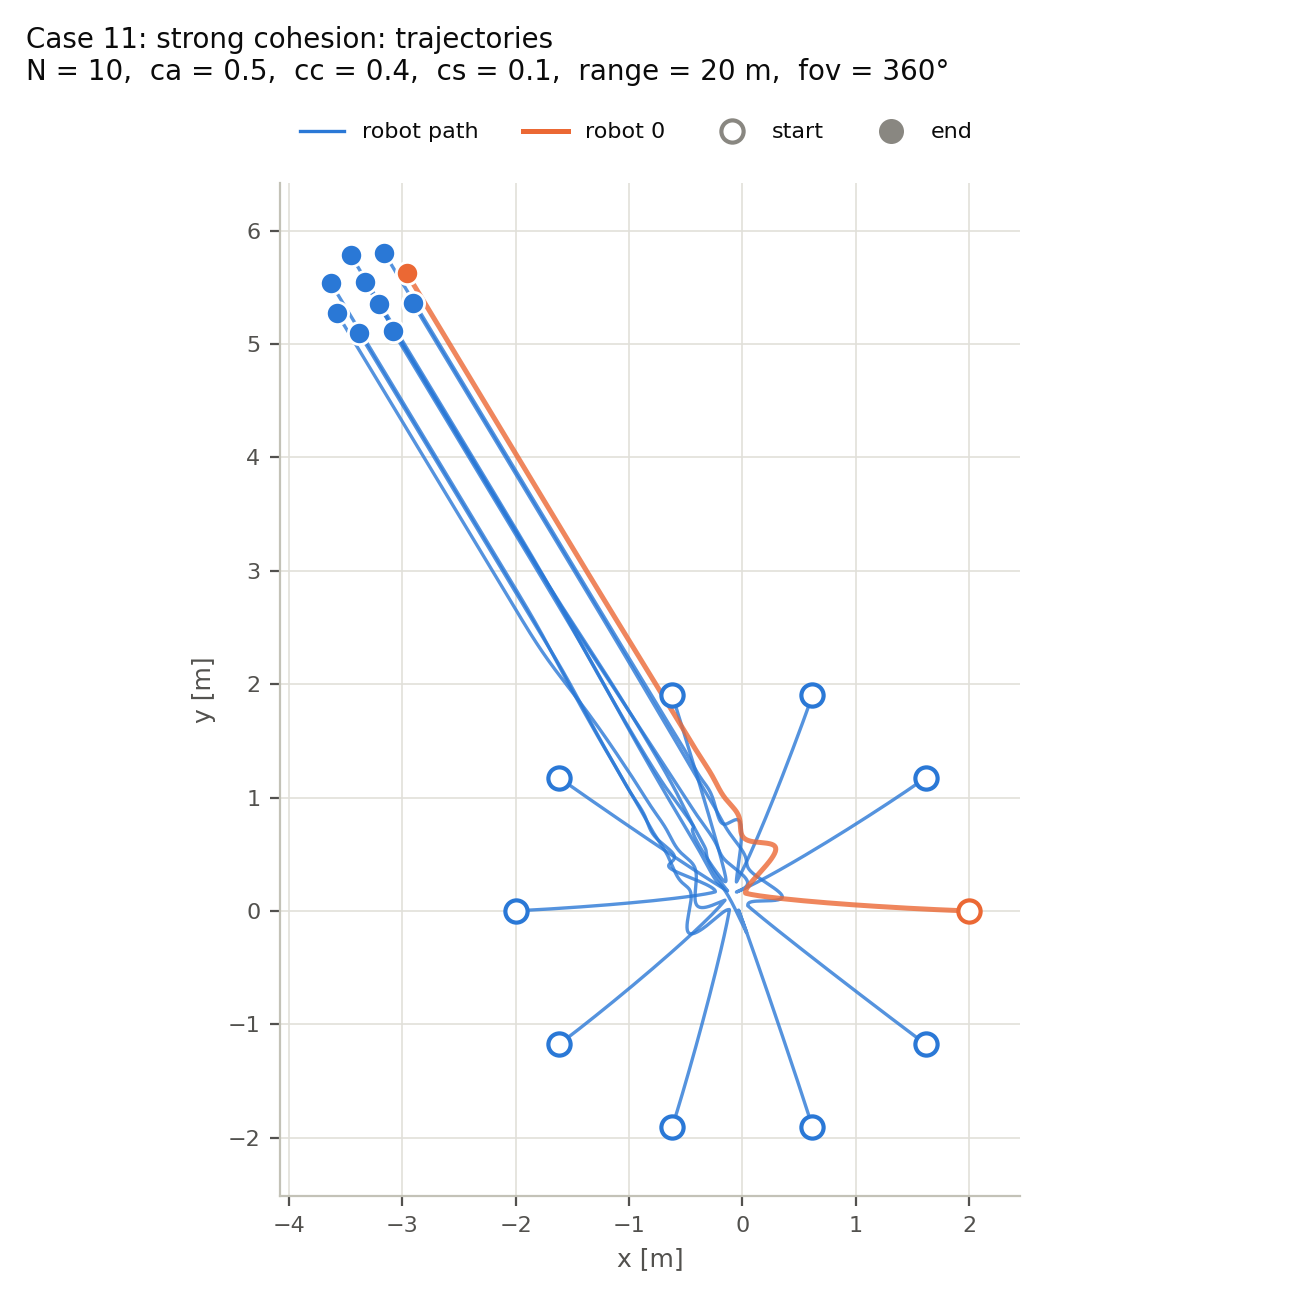 Case 11: strong cohesion: trajectories
N = 10,  ca = 0.5,  cc = 0.4,  cs = 0.1,  range = 20 m,  fov = 360°
robot path robot 0 start end
6
5
4
3
2
1
0
−1
−2
y [m]
−4 −3 −2 −1 0 1 2
x [m]